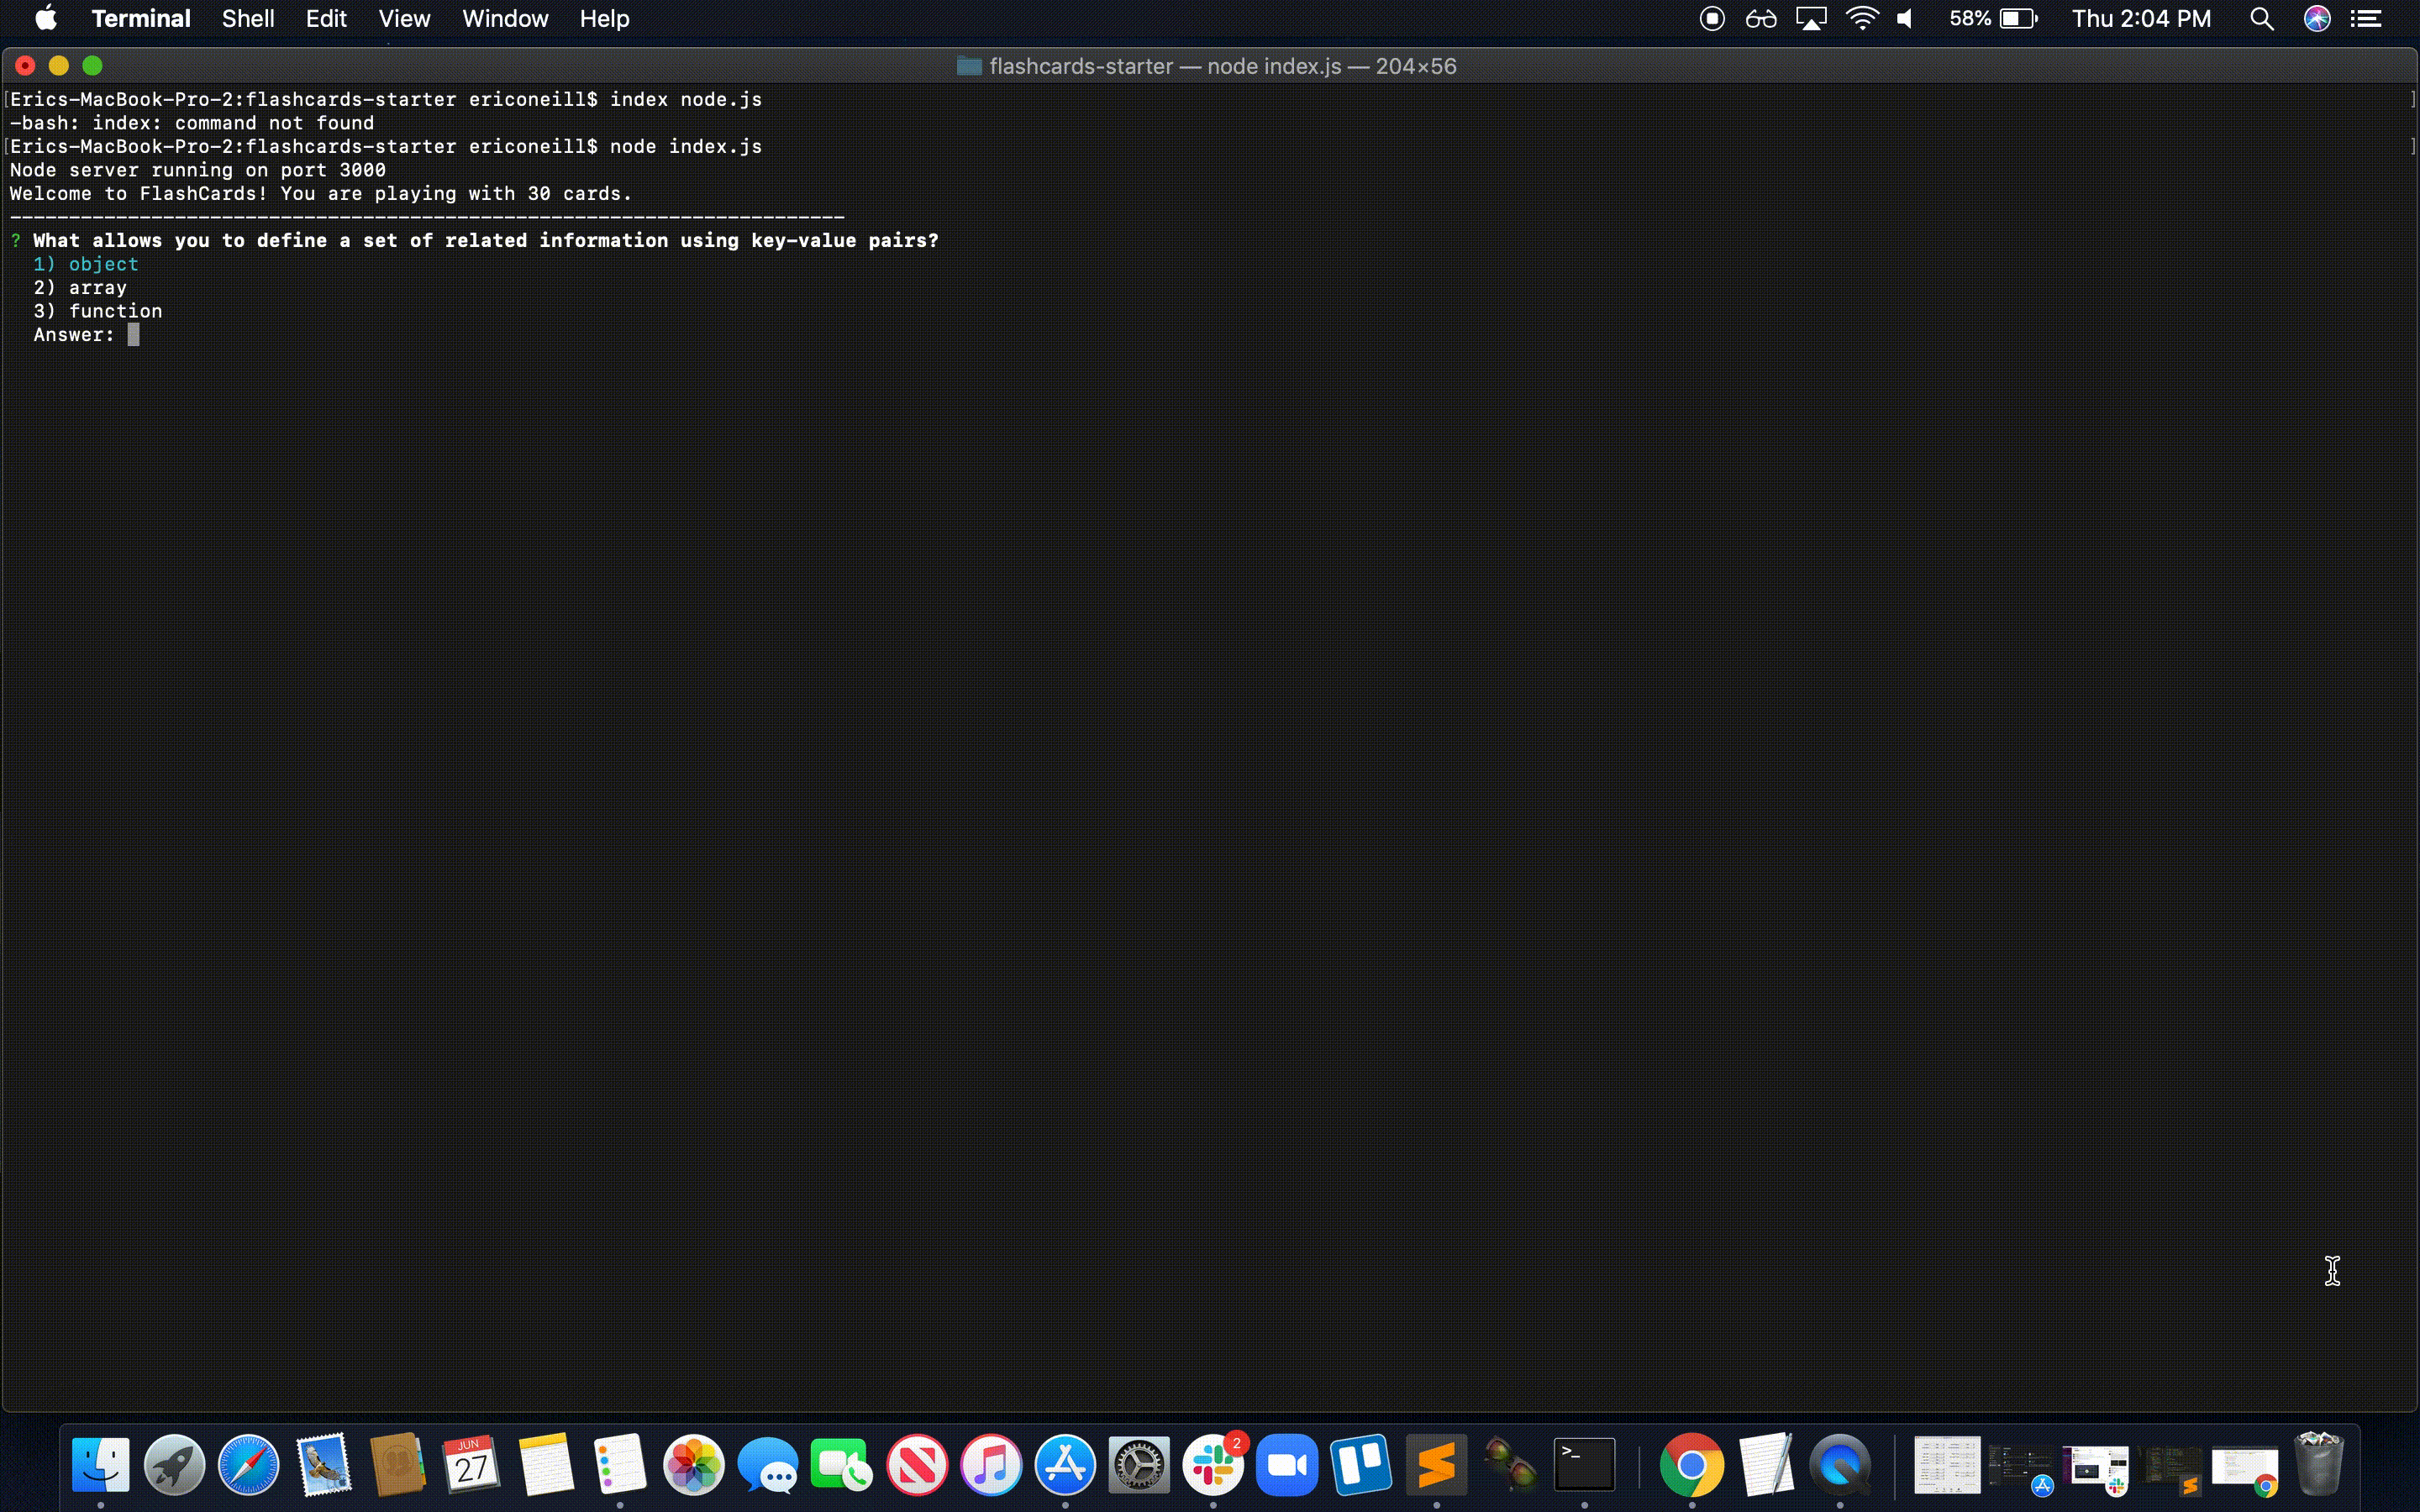 Terminal Shell Edit View Window Help 58% Thu 2:04 PM
flashcards-starter — node index.js — 204×56
[Erics-MacBook-Pro-2:flashcards-starter ericoneill$ index node.js ]
-bash: index: command not found
[Erics-MacBook-Pro-2:flashcards-starter ericoneill$ node index.js ]
Node server running on port 3000
Welcome to FlashCards! You are playing with 30 cards.
-----------------------------------------------------------------------
? What allows you to define a set of related information using key-value pairs?
1) object
2) array
3) function
Answer:
JUN
27
2
>_